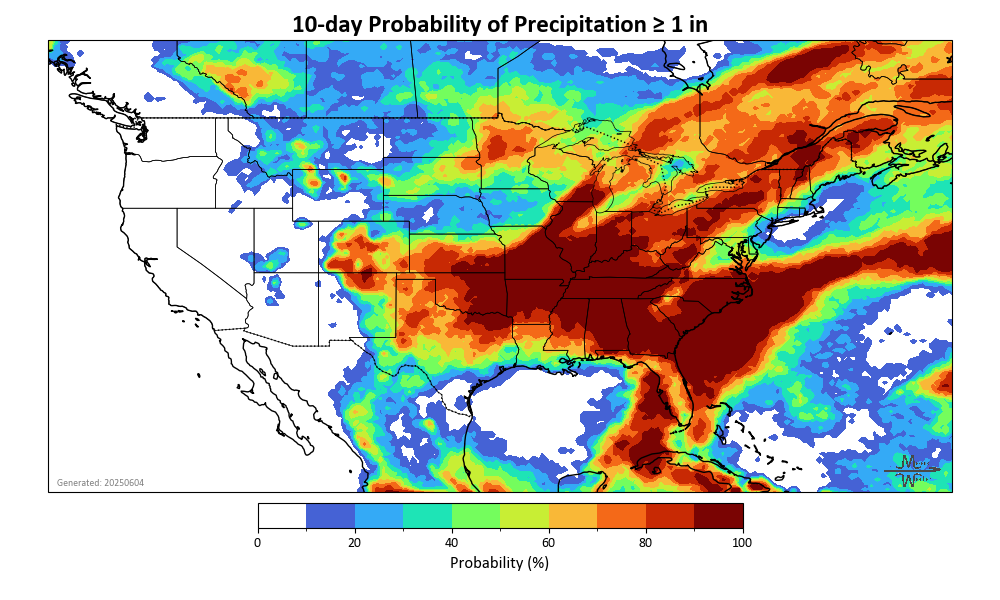 10-day Probability of Precipitation ≥ 1 in
Generated: 20250604
0 20 40 60 80 100
Probability (%)